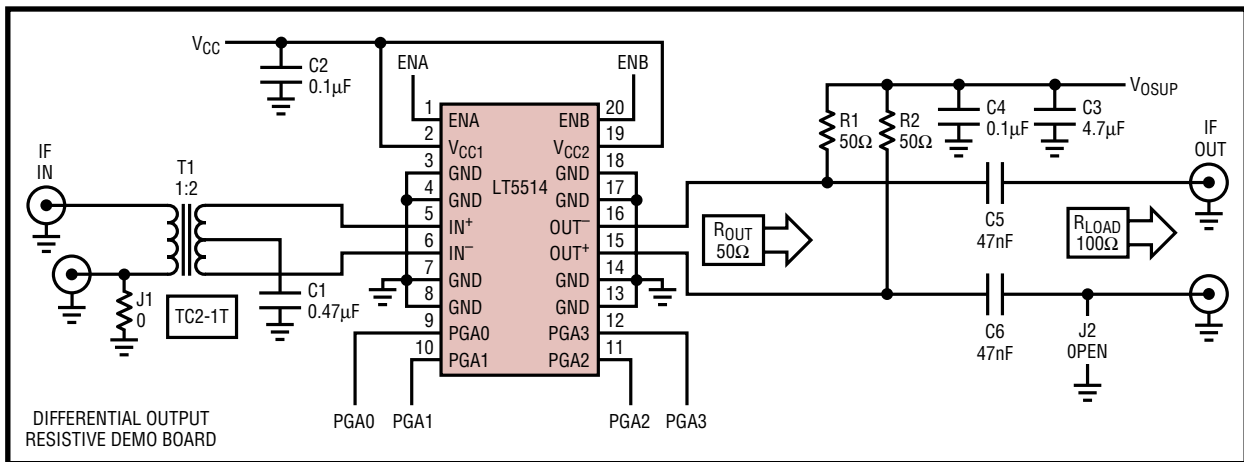 VCC
C2
0.1µF
ENA
ENB
1
ENA
2
VCC1
3
GND
4
GND
5
IN+
6
IN−
7
GND
8
GND
9
PGA0
10
PGA1
LT5514
20
ENB
19
VCC2
18
GND
17
GND
16
OUT−
15
OUT+
14
GND
13
GND
12
PGA3
11
PGA2
IF
IN
T1
1:2
J1
0
TC2-1T
C1
0.47µF
PGA0
PGA1
PGA2
PGA3
R1
50Ω
R2
50Ω
C4
0.1µF
C3
4.7µF
VOSUP
IF
OUT
ROUT
50Ω
C5
47nF
RLOAD
100Ω
C6
47nF
J2
OPEN
DIFFERENTIAL OUTPUT
RESISTIVE DEMO BOARD